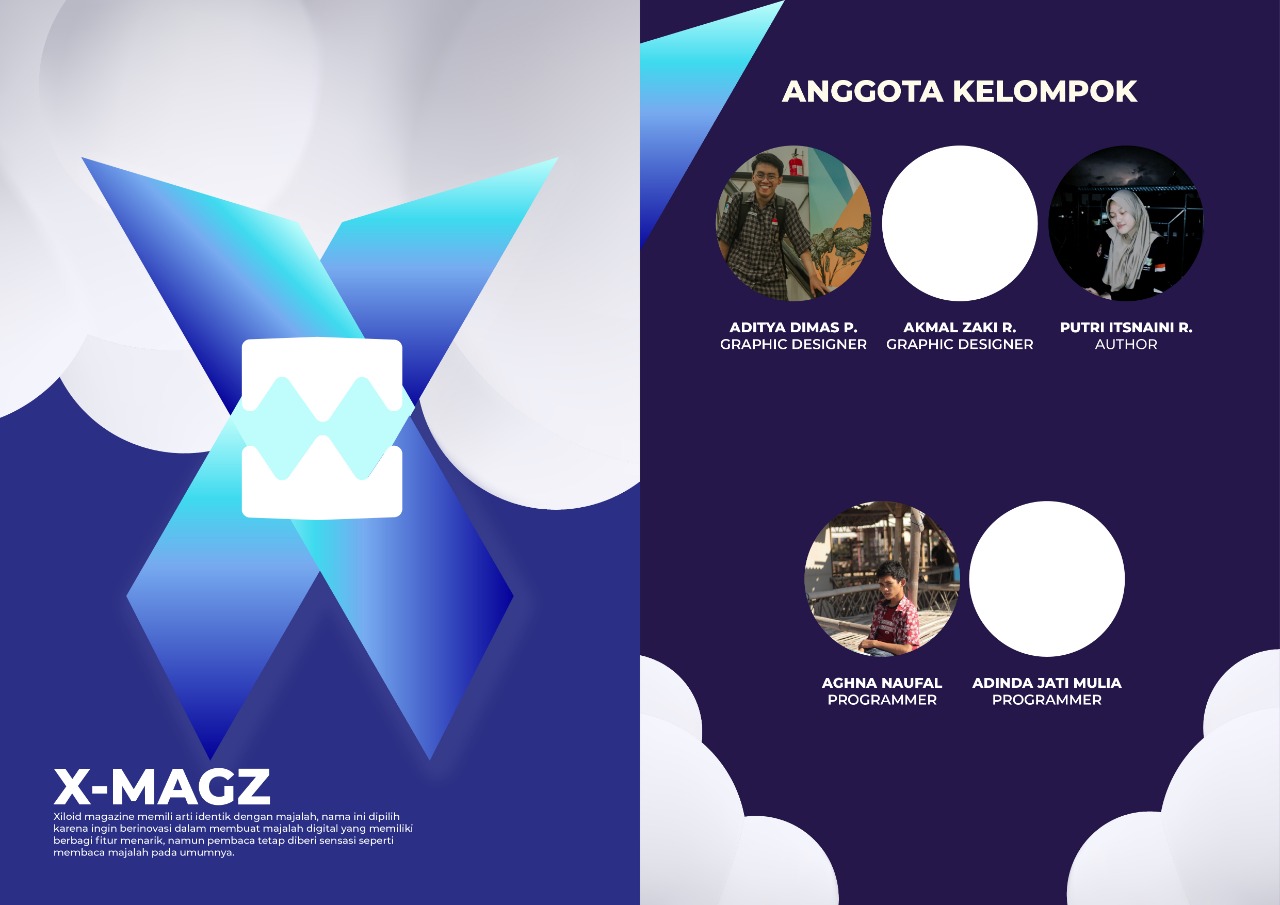 X-MAGZ
Xiloid magazine memili arti identik dengan majalah, nama ini dipilih
karena ingin berinovasi dalam membuat majalah digital yang memiliki
berbagi fitur menarik, namun pembaca tetap diberi sensasi seperti
membaca majalah pada umumnya.
ANGGOTA KELOMPOK
ADITYA DIMAS P.
GRAPHIC DESIGNER
AKMAL ZAKI R.
GRAPHIC DESIGNER
PUTRI ITSNAINI R.
AUTHOR
AGHNA NAUFAL
PROGRAMMER
ADINDA JATI MULIA
PROGRAMMER